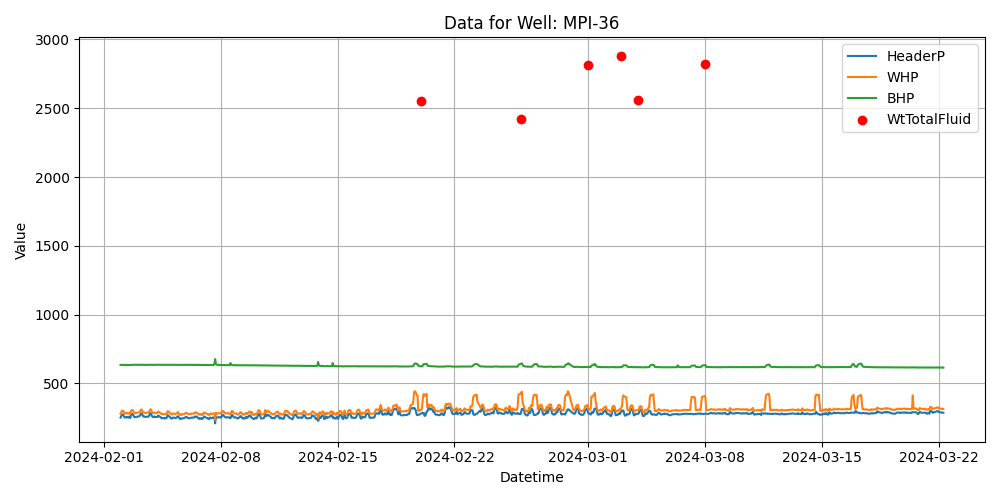 Data for Well: MPI-36
HeaderP
WHP
BHP
WtTotalFluid
Value
3000
2500
2000
1500
1000
500
2024-02-01
2024-02-08
2024-02-15
2024-02-22
2024-03-01
2024-03-08
2024-03-15
2024-03-22
Datetime